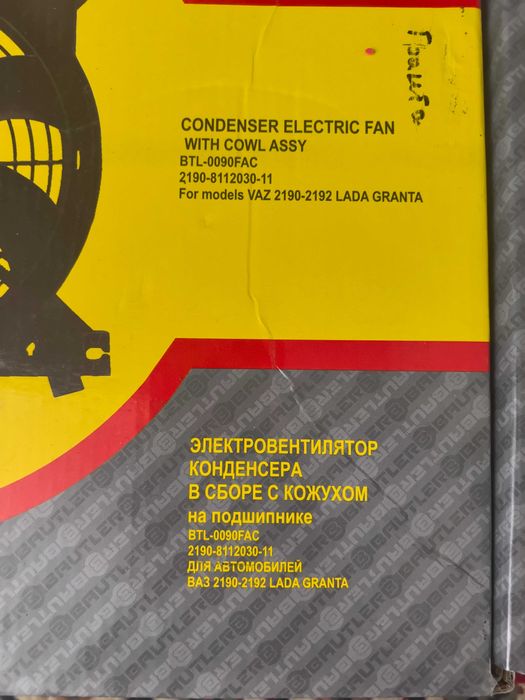 CONDENSER ELECTRIC FAN
WITH COWL ASSY
BTL-0090FAC
2190-8112030-11
For models VAZ 2190-2192 LADA GRANTA
ЭЛЕКТРОВЕНТИЛЯТОР
КОНДЕНСЕРА
В СБОРЕ С КОЖУХОМ
на подшипнике
BTL-0090FAC
2190-8112030-11
ДЛЯ АВТОМОБИЛЕЙ
ВАЗ 2190-2192 LADA GRANTA